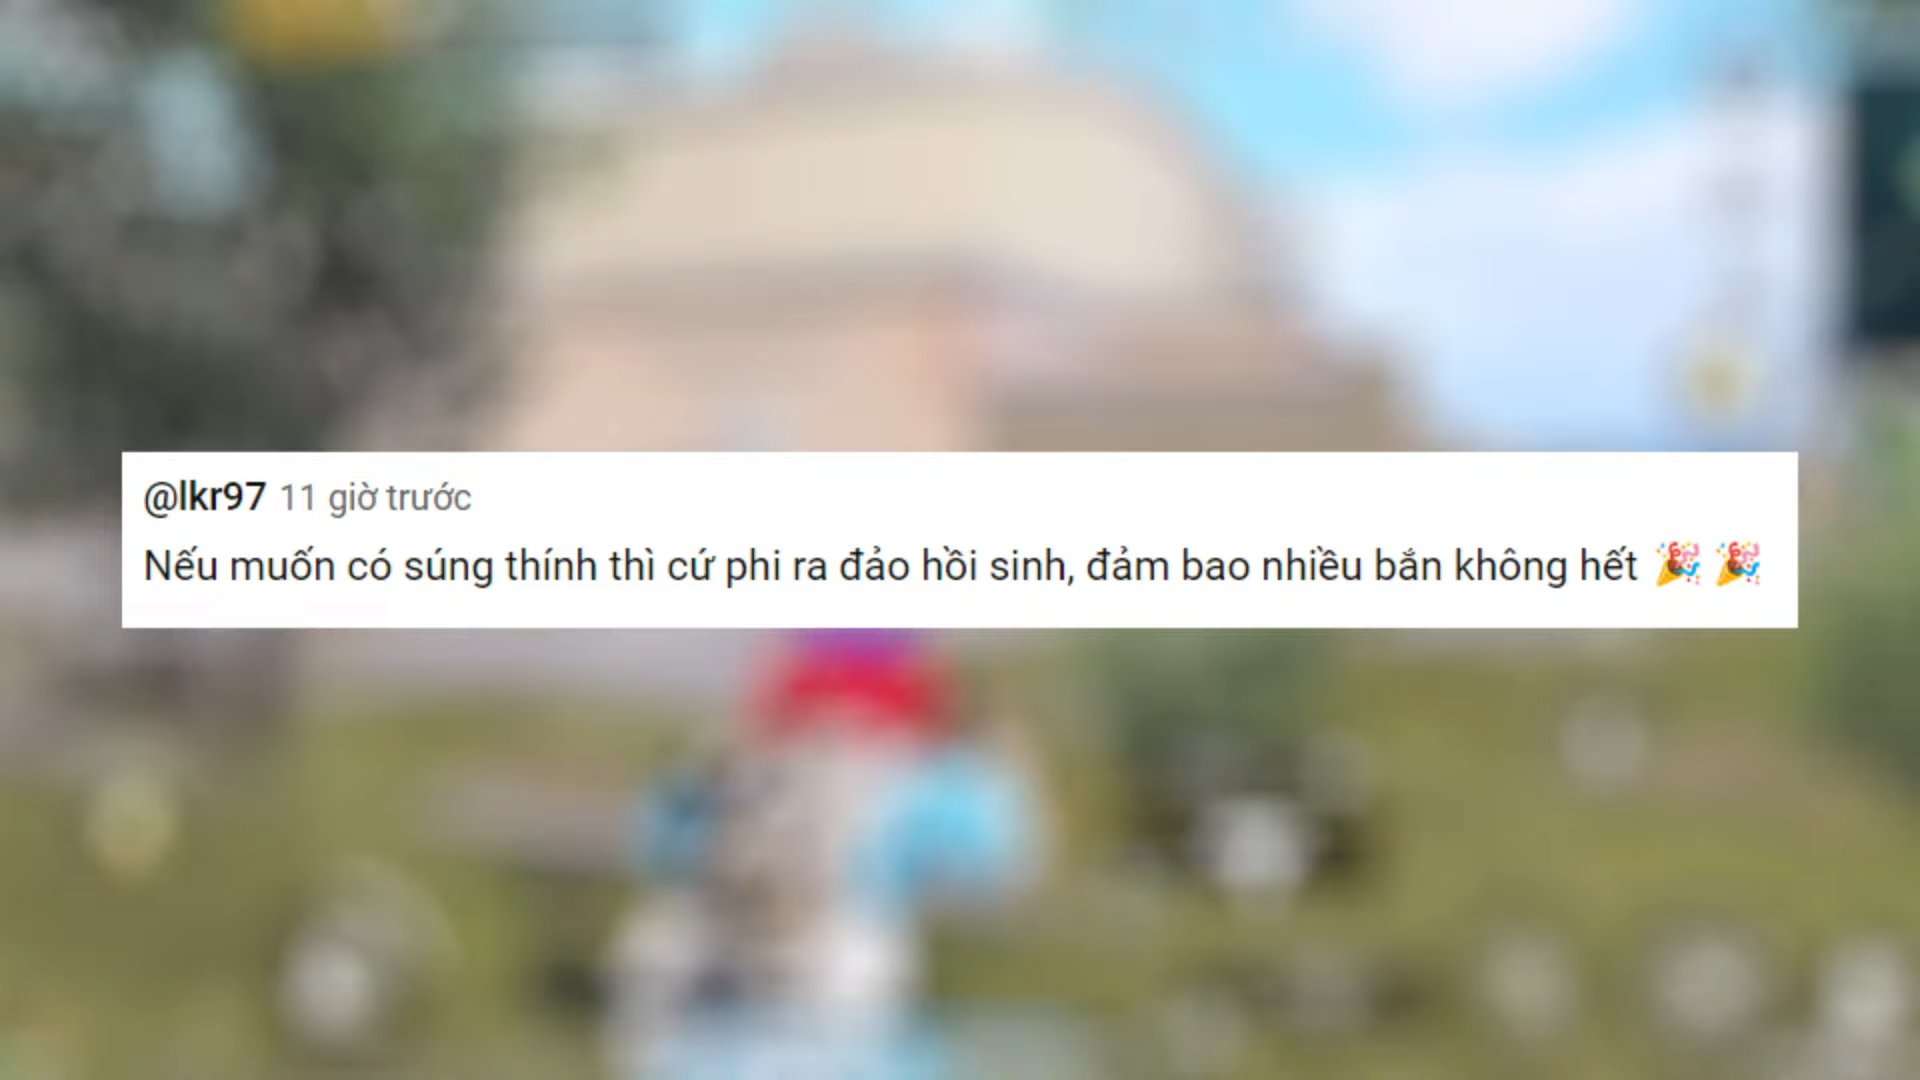 @lkr97 11 giờ trước
Nếu muốn có súng thính thì cứ phi ra đảo hồi sinh, đảm bao nhiều bắn không hết 🎉 🎉